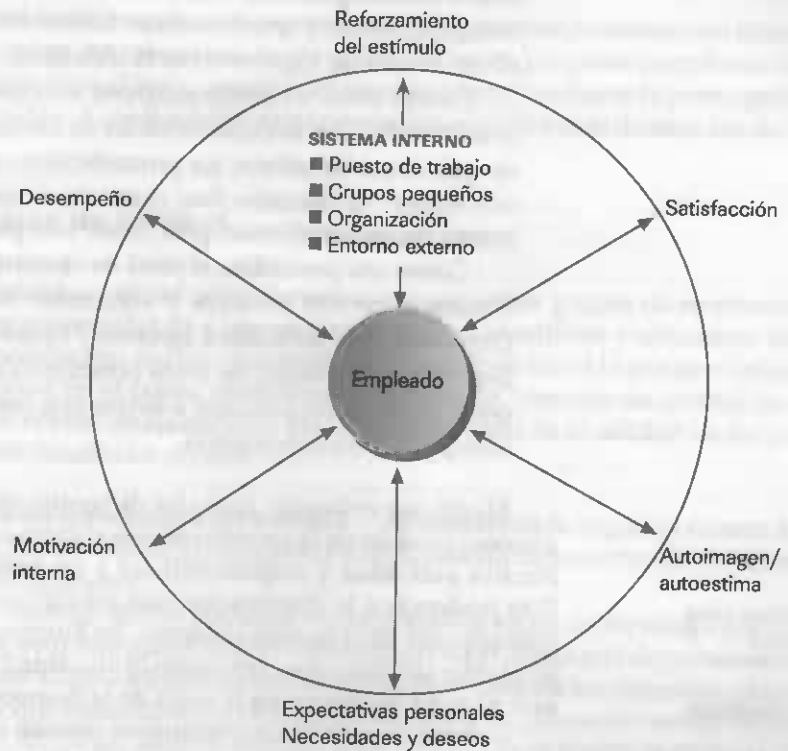 Reforzamiento
del estímulo
SISTEMA INTERNO
■ Puesto de trabajo
■ Grupos pequeños
■ Organización
■ Entorno externo
Desempeño
Satisfacción
Empleado
Motivación
interna
Autoimagen/
autoestima
Expectativas personales
Necesidades y deseos